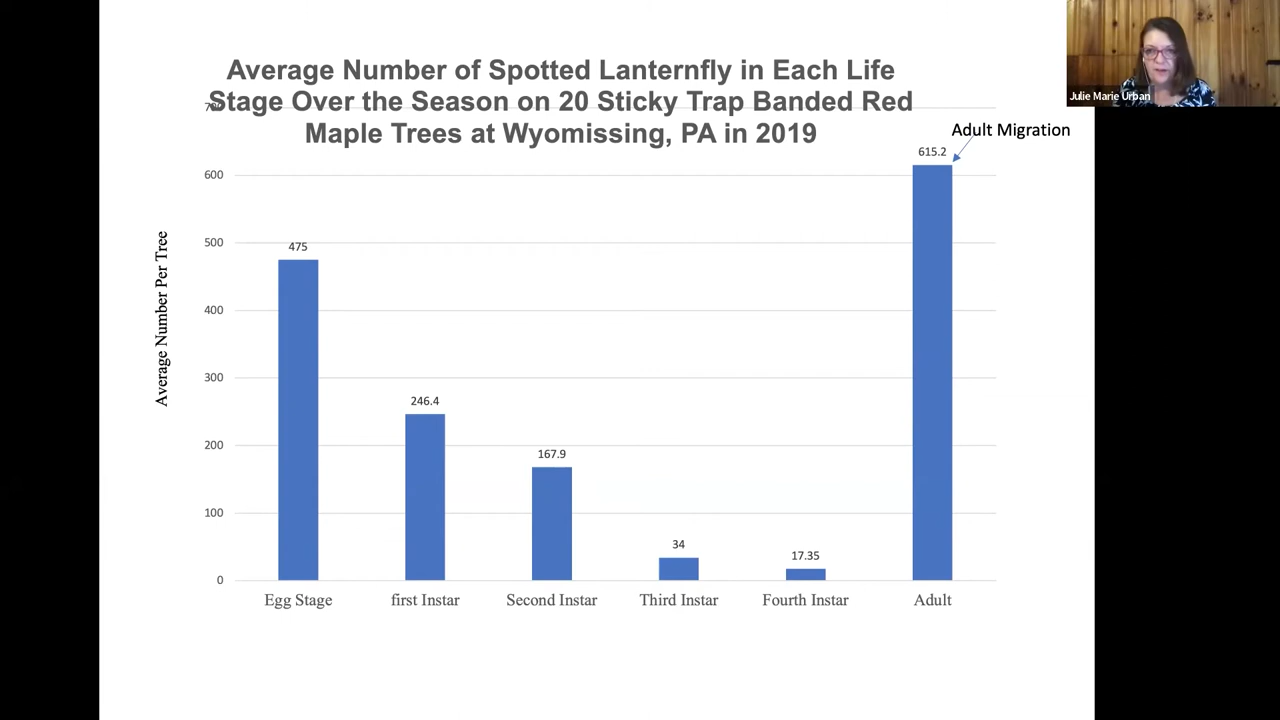 Average Number of Spotted Lanternfly in Each Life
Stage Over the Season on 20 Sticky Trap Banded Red
Maple Trees at Wyomissing, PA in 2019
Julie Marie Urban
Adult Migration
Average Number Per Tree
700
600
500
400
300
200
100
0
475
246.4
167.9
34
17.35
615.2
Egg Stage
first Instar
Second Instar
Third Instar
Fourth Instar
Adult